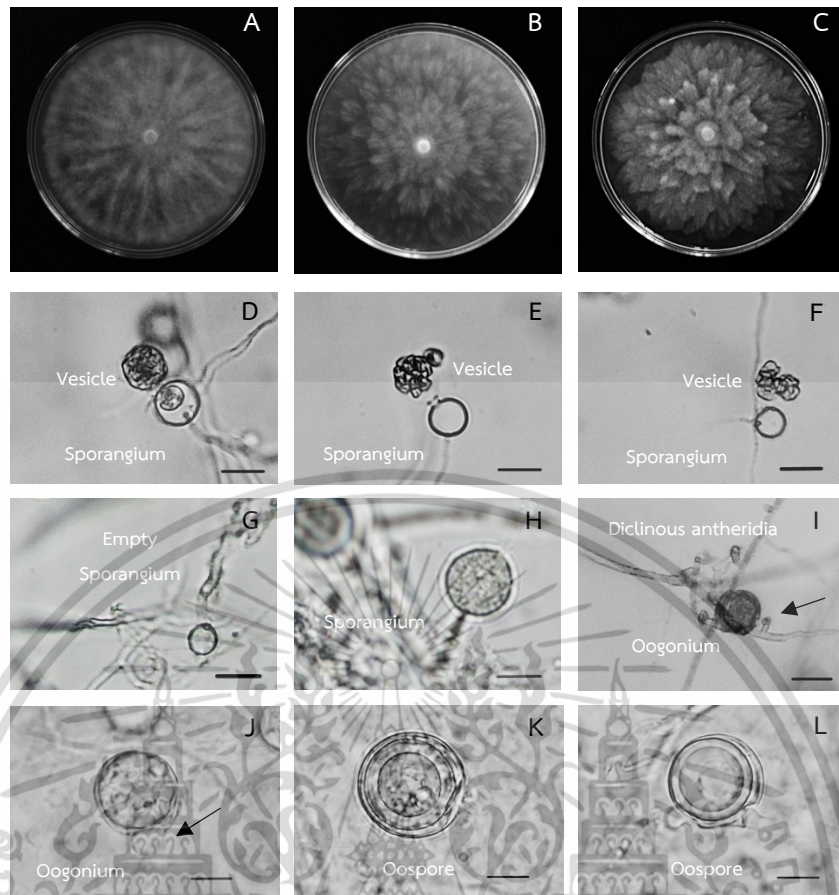 A
B
C
D
Vesicle
Sporangium
E
Vesicle
Sporangium
F
Vesicle
Sporangium
G
Empty
Sporangium
H
Sporangium
I
Diclinous antheridia
Oogonium
J
Oogonium
K
Oospore
L
Oospore